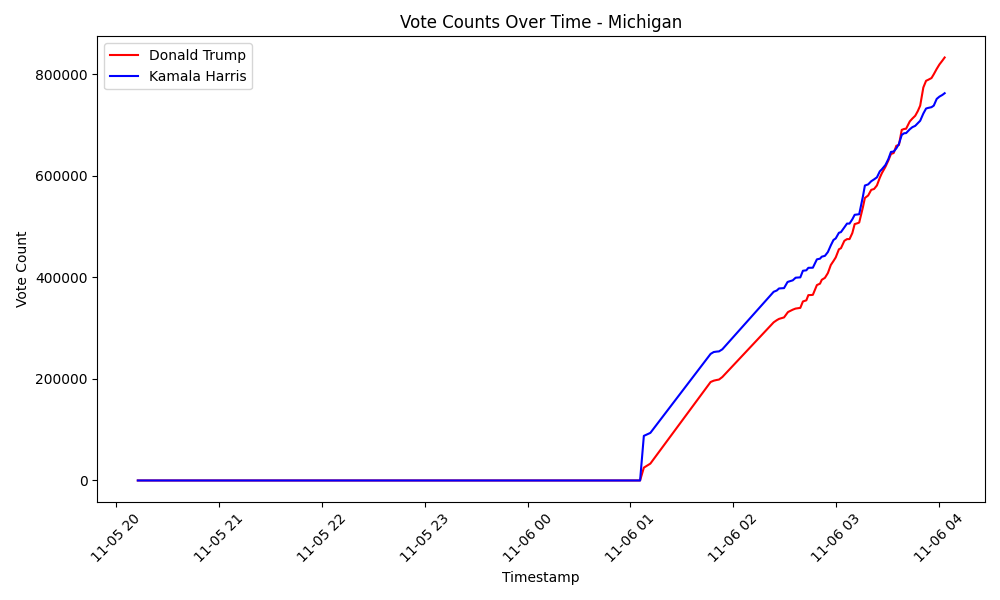 Vote Counts Over Time - Michigan
Donald Trump
Kamala Harris
Vote Count
800000
600000
400000
200000
0
11-05 20
11-05 21
11-05 22
11-05 23
11-06 00
11-06 01
11-06 02
11-06 03
11-06 04
Timestamp